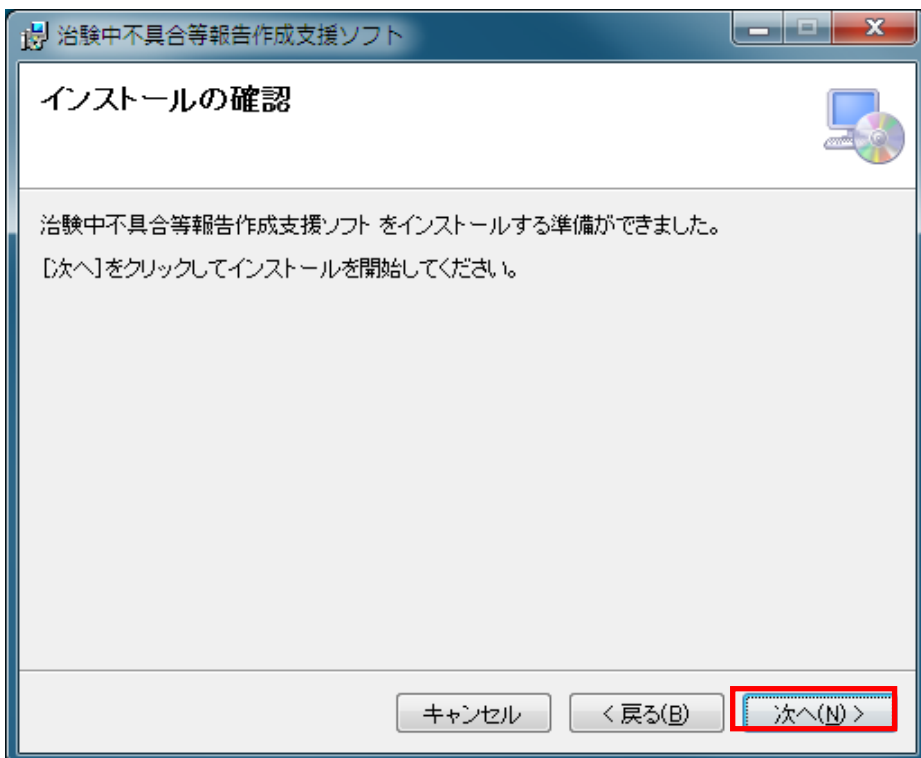 治験中不具合等報告作成支援ソフト
インストールの確認
治験中不具合等報告作成支援ソフト をインストールする準備ができました。
[次へ]をクリックしてインストールを開始してください。
キャンセル
< 戻る(B)
次へ(N) >